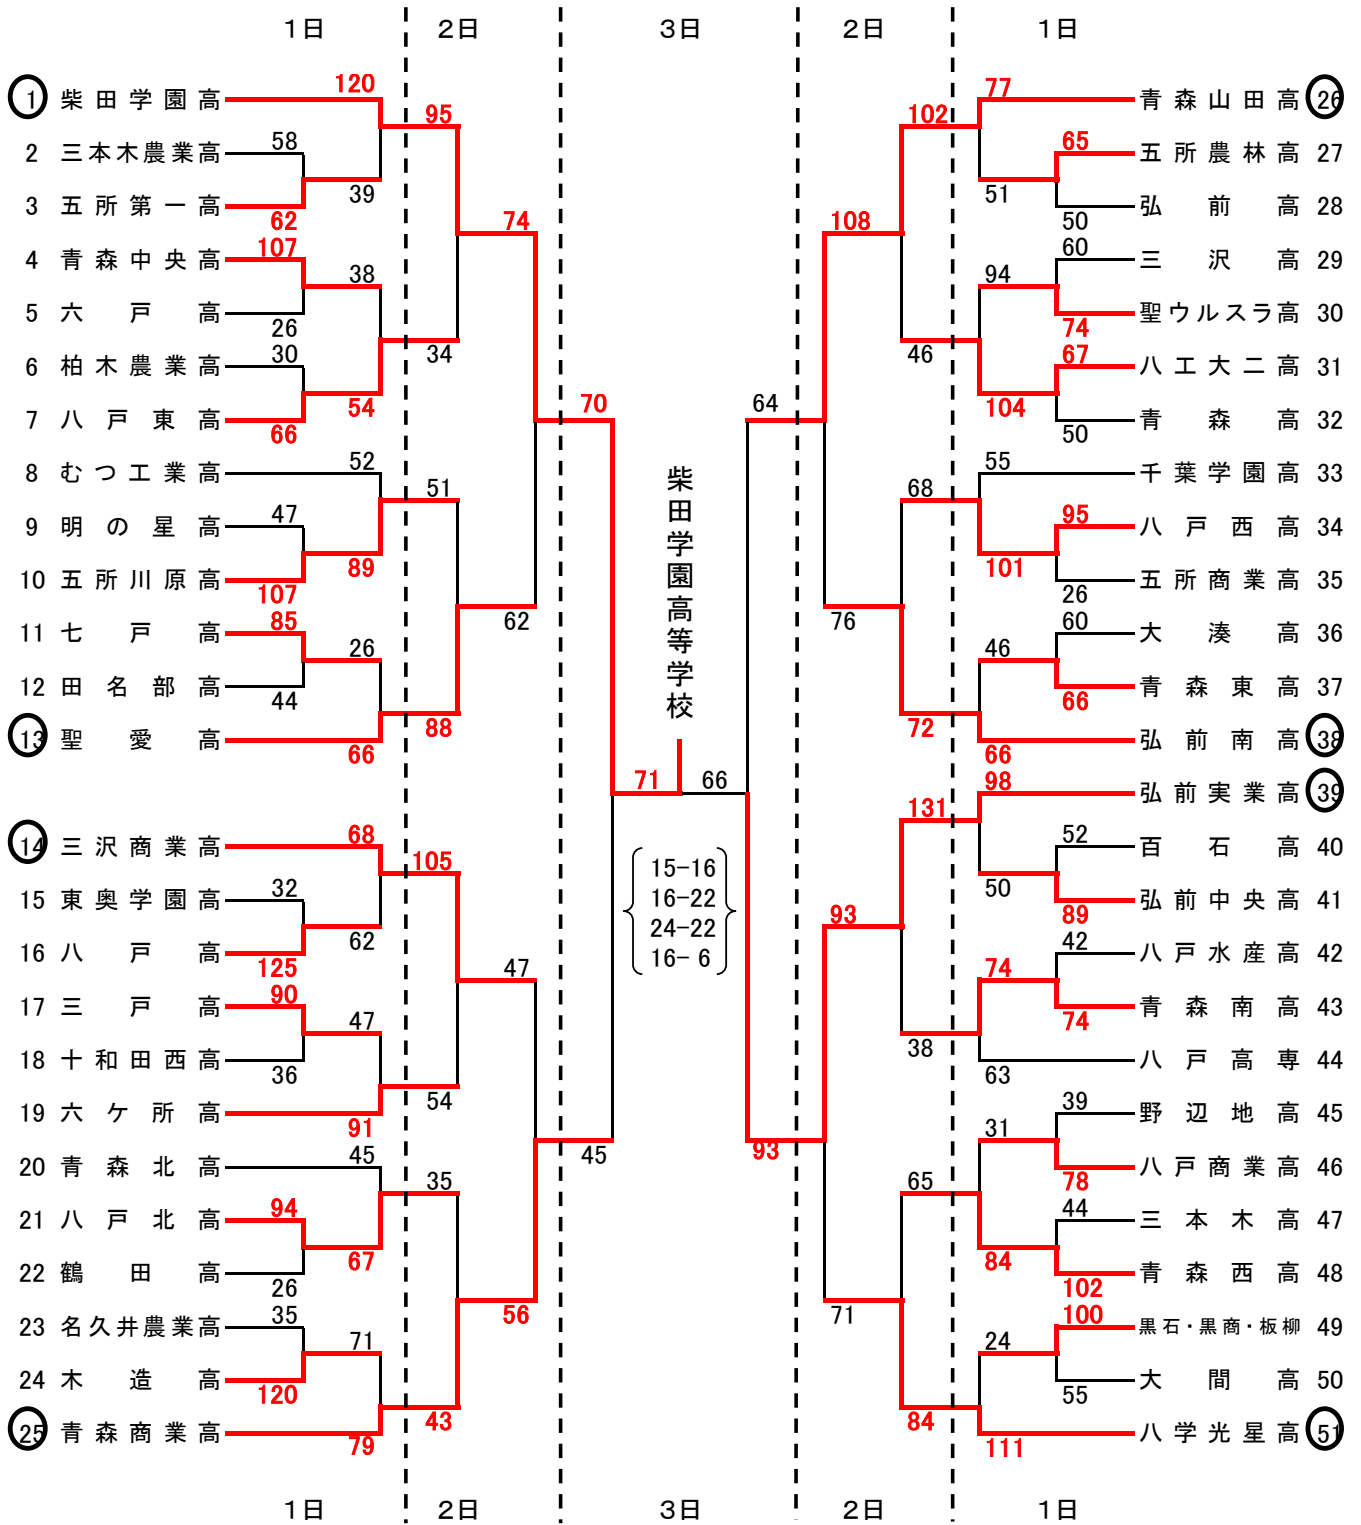 1日 2日 3日 2日 1日
1 柴田学園高 120
2 三本木農業高 58
3 五所第一高 62
39
95
4 青森中央高 107
5 六戸高 26
38
6 柏木農業高 30
7 八戸東高 66
54
34
74
8 むつ工業高 52
9 明の星高 47
10 五所川原高 107
89
51
11 七戸高 85
12 田名部高 44
26
13 聖愛高 66
88
62
70
14 三沢商業高 68
15 東奥学園高 32
16 八戸高 125
62
105
17 三戸高 90
18 十和田西高 36
47
19 六ケ所高 91
54
47
20 青森北高 45
21 八戸北高 94
22 鶴田高 26
67
35
23 名久井農業高 35
24 木造高 120
71
25 青森商業高 79
43
56
45
柴田学園高等学校
71 66
15-16
16-22
24-22
16- 6
77 青森山田高 26
65 五所農林高 27
50 弘前高 28
51
102
60 三沢高 29
74 聖ウルスラ高 30
94
67 八工大二高 31
50 青森高 32
104
46
108
55 千葉学園高 33
95 八戸西高 34
26 五所商業高 35
101
68
60 大湊高 36
66 青森東高 37
46
66 弘前南高 38
72
76
64
98 弘前実業高 39
52 百石高 40
89 弘前中央高 41
50
131
42 八戸水産高 42
74 青森南高 43
74
63 八戸高専 44
38
93
39 野辺地高 45
78 八戸商業高 46
31
44 三本木高 47
102 青森西高 48
84
65
100 黒石・黒商・板柳 49
55 大間高 50
24
111 八学光星高 51
84
71
93
1日 2日 3日 2日 1日